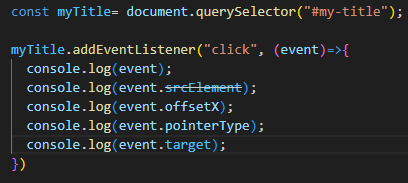 const myTitle= document.querySelector("#my-title");
myTitle.addEventListener("click", (event)=>{
console.log(event);
console.log(event.srcElement);
console.log(event.offsetX);
console.log(event.pointerType);
console.log(event.target);
})